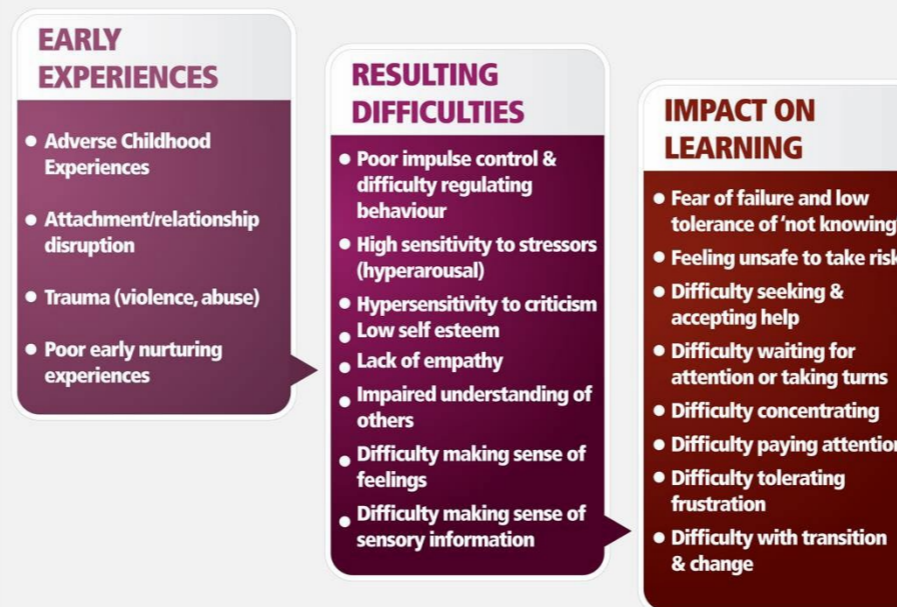 EARLY
EXPERIENCES
• Adverse Childhood
Experiences
• Attachment/relationship
disruption
• Trauma (violence, abuse)
• Poor early nurturing
experiences
RESULTING
DIFFICULTIES
• Poor impulse control &
difficulty regulating
behaviour
• High sensitivity to stressors
(hyperarousal)
• Hypersensitivity to criticism
• Low self esteem
• Lack of empathy
• Impaired understanding of
others
• Difficulty making sense of
feelings
• Difficulty making sense of
sensory information
IMPACT ON
LEARNING
• Fear of failure and low
tolerance of ‘not knowing’
• Feeling unsafe to take risk
• Difficulty seeking &
accepting help
• Difficulty waiting for
attention or taking turns
• Difficulty concentrating
• Difficulty paying attention
• Difficulty tolerating
frustration
• Difficulty with transition
& change